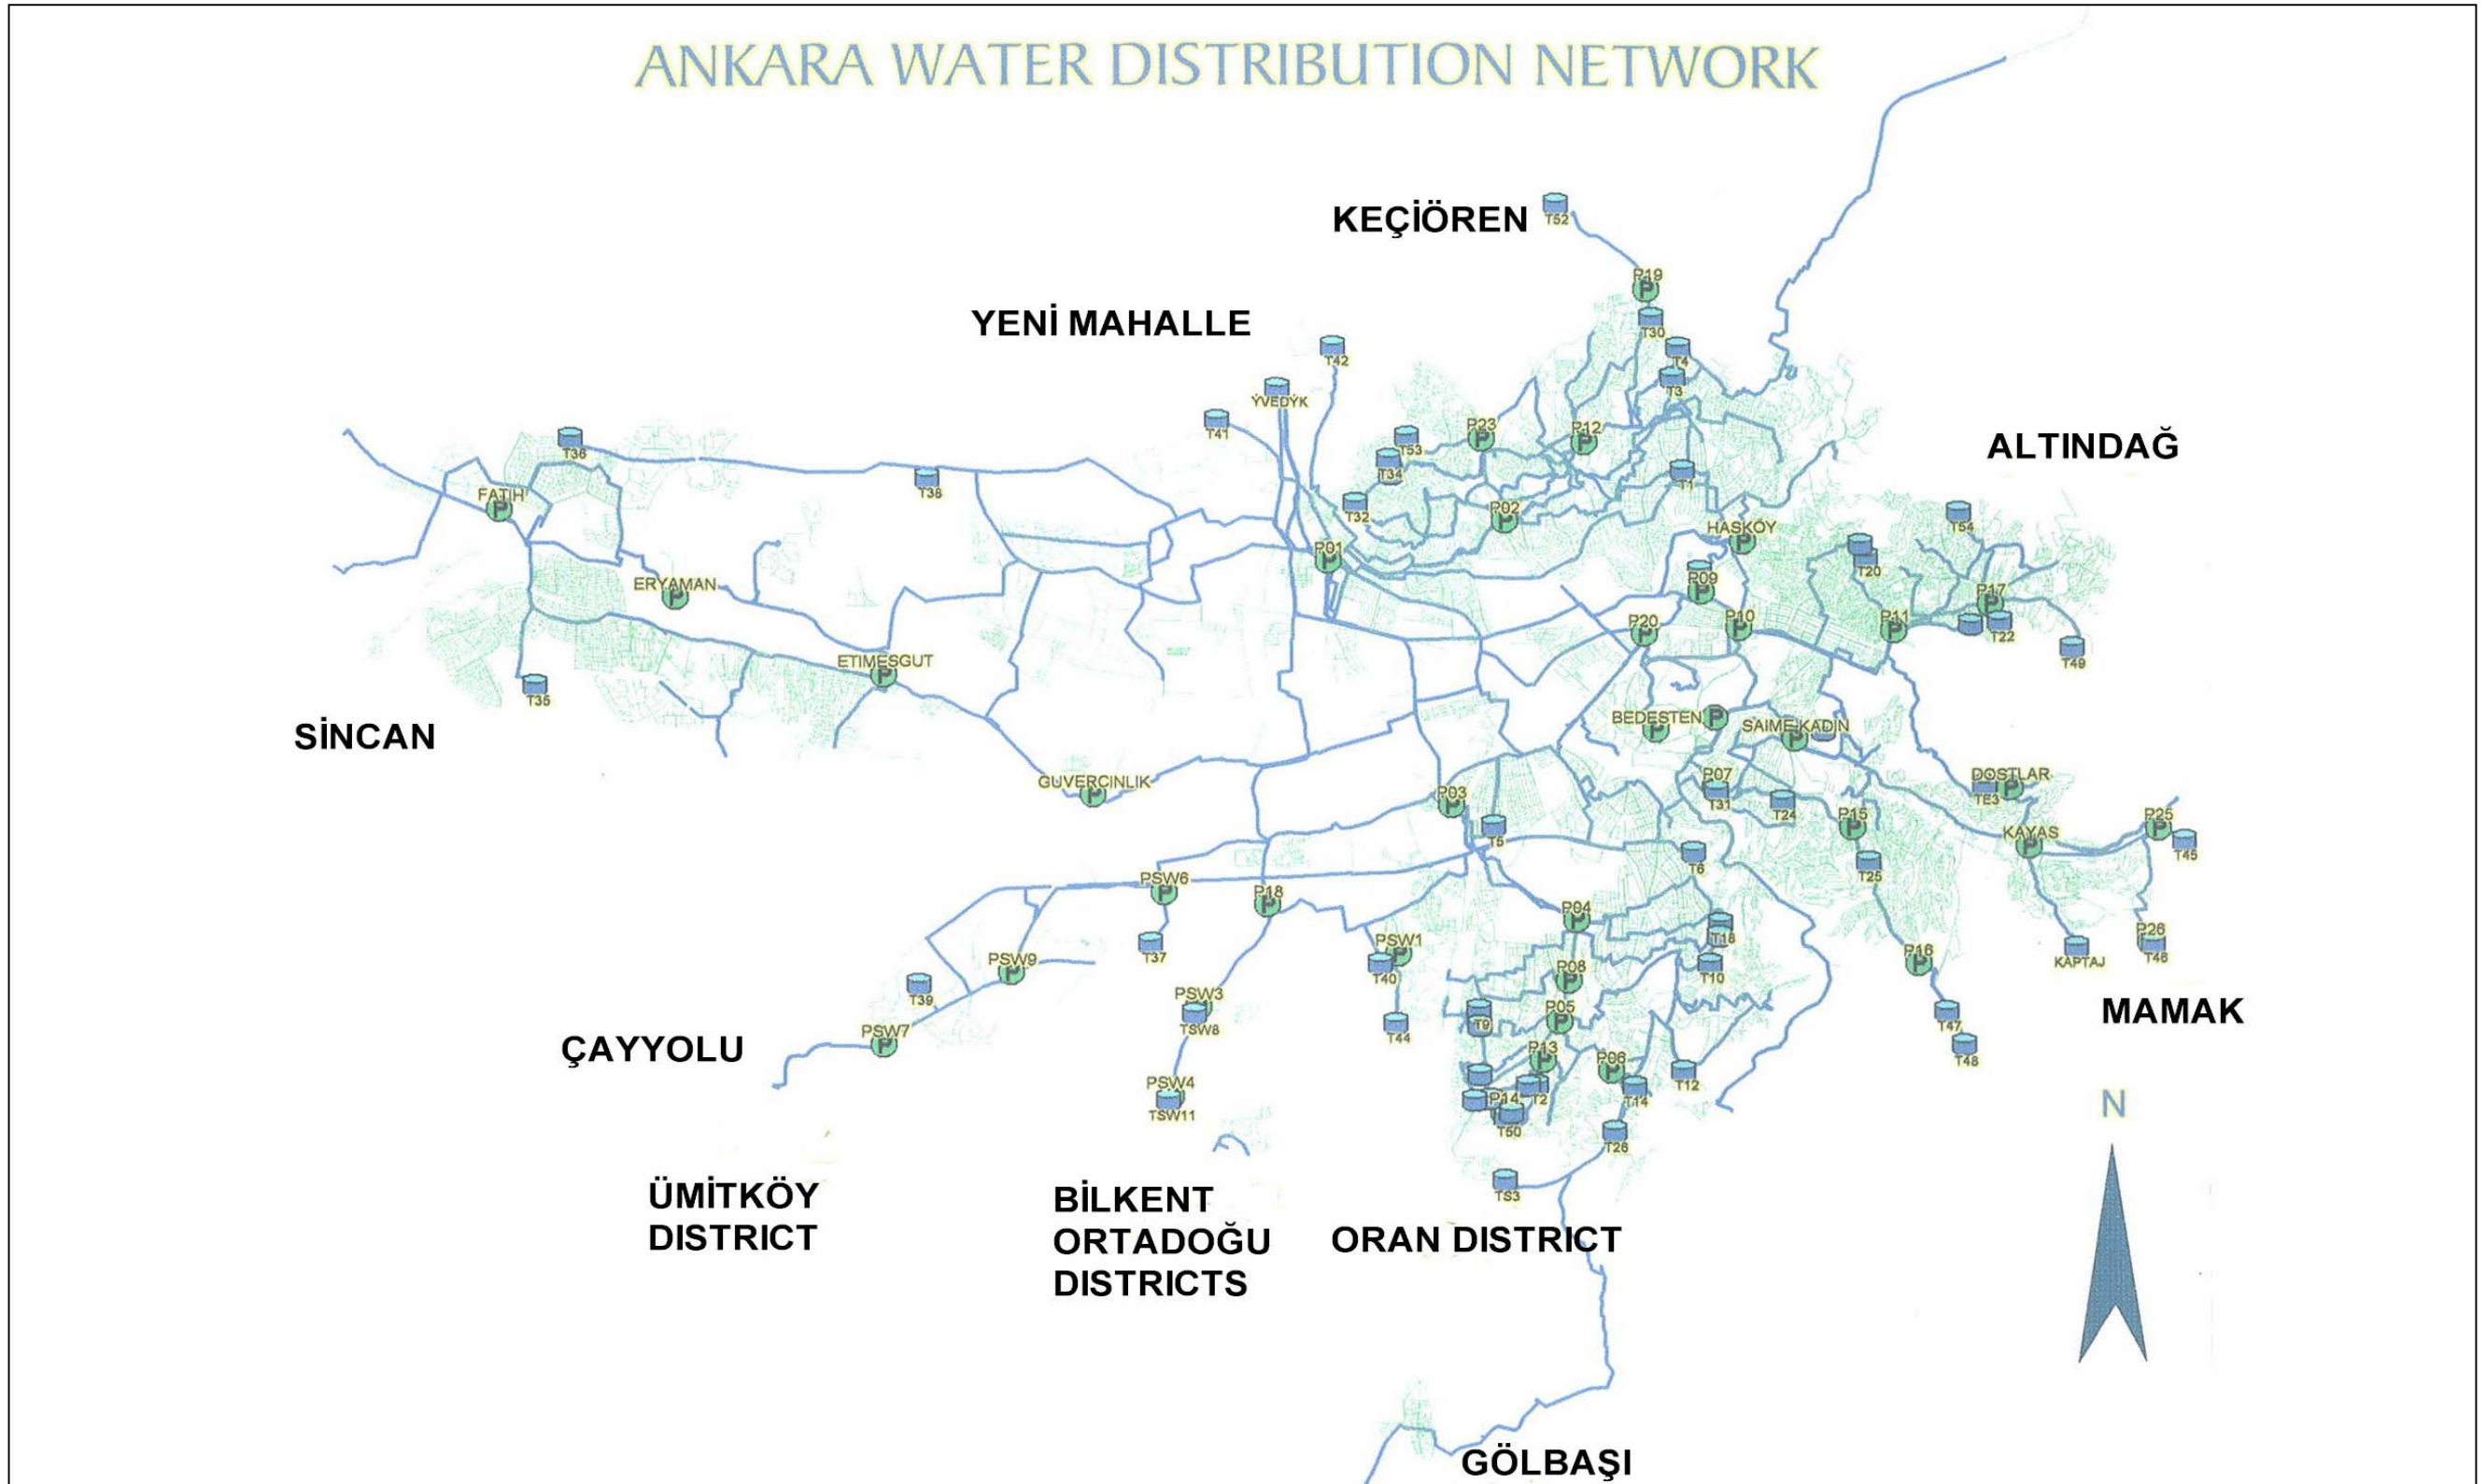 ANKARA WATER DISTRIBUTION NETWORK
KEÇİÖREN
T52
P19
T30
YENİ MAHALLE
T42
T4
T3
ÝVEDÝK
T41
T36
T38
T53
P23
P12
T34
T1
ALTINDAĞ
FATIH
T32
P02
HASKÖY
T54
P01
T20
ERYAMAN
P09
P17
P20
P10
P11
T22
T49
ETIMESGUT
T35
SİNCAN
BEDESTEN
SAIME KADIN
GUVERCINLIK
P03
P07
T31
T24
DOSTLAR
TE3
P15
P25
T5
KAYAS
T45
T6
T25
PSW6
P18
P04
T18
T37
PSW1
T40
P08
T10
P16
P26
T46
KAPTAJ
PSW9
T39
PSW3
TSW8
T44
T9
P05
T47
MAMAK
T48
PSW7
ÇAYYOLU
P13
P06
T12
PSW4
TSW11
P14
T2
T14
T50
T26
N
TS3
ÜMİTKÖY
DISTRICT
BİLKENT
ORTADOĞU
DISTRICTS
ORAN DISTRICT
GÖLBAŞI